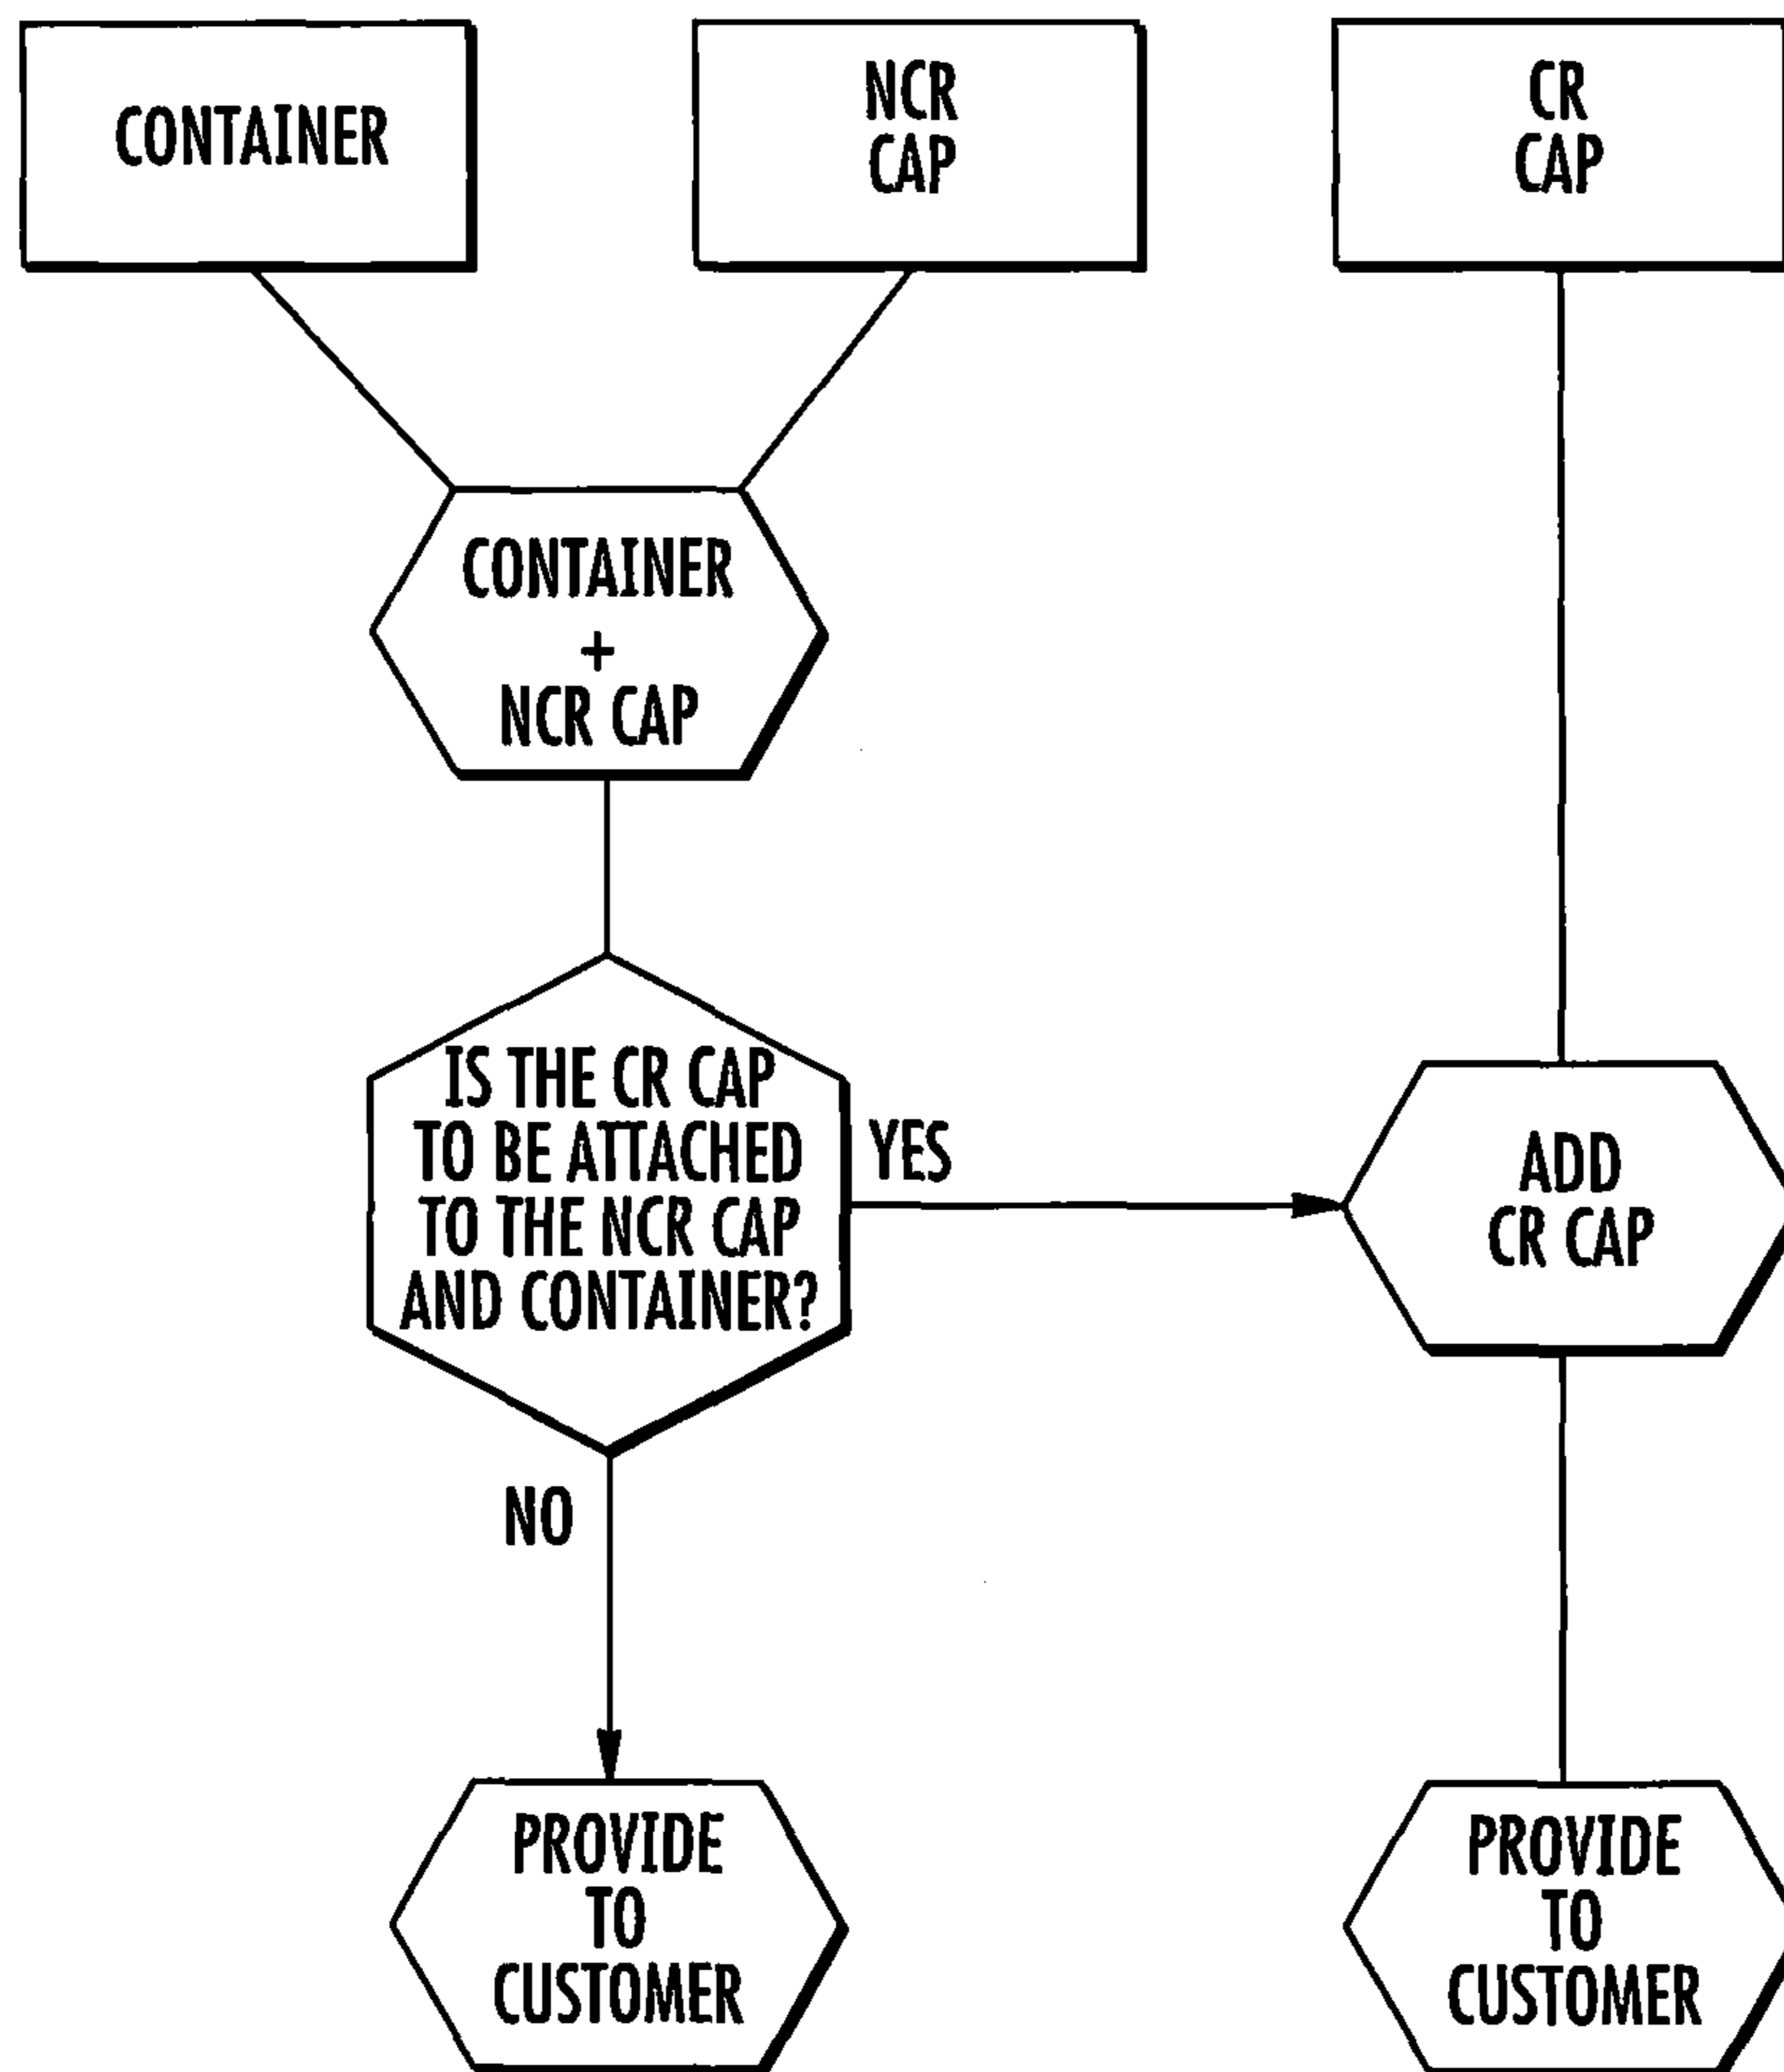 CONTAINER
NCR
CAP
CR
CAP
CONTAINER
+
NCR CAP
IS THE CR CAP
TO BE ATTACHED
TO THE NCR CAP
AND CONTAINER?
YES
ADD
CR CAP
NO
PROVIDE
TO
CUSTOMER
PROVIDE
TO
CUSTOMER